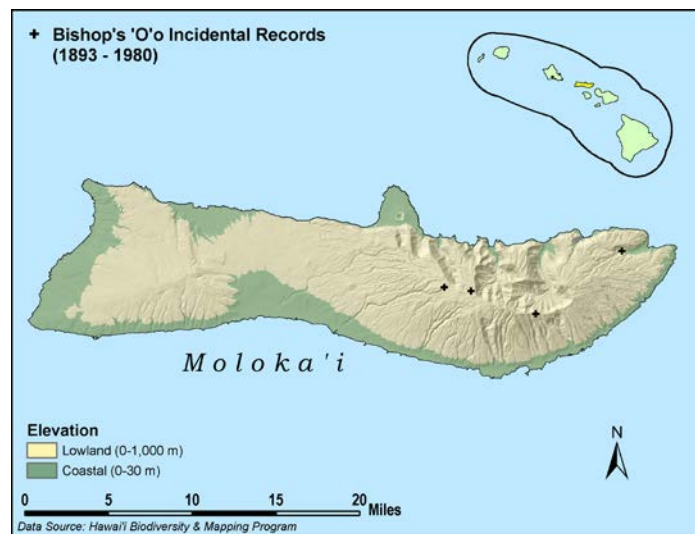 + Bishop's 'O'o Incidental Records
(1893 - 1980)
Moloka'i
Elevation
Lowland (0-1,000 m)
Coastal (0-30 m)
N
0 5 10 15 20
Miles
Data Source: Hawai'i Biodiversity & Mapping Program